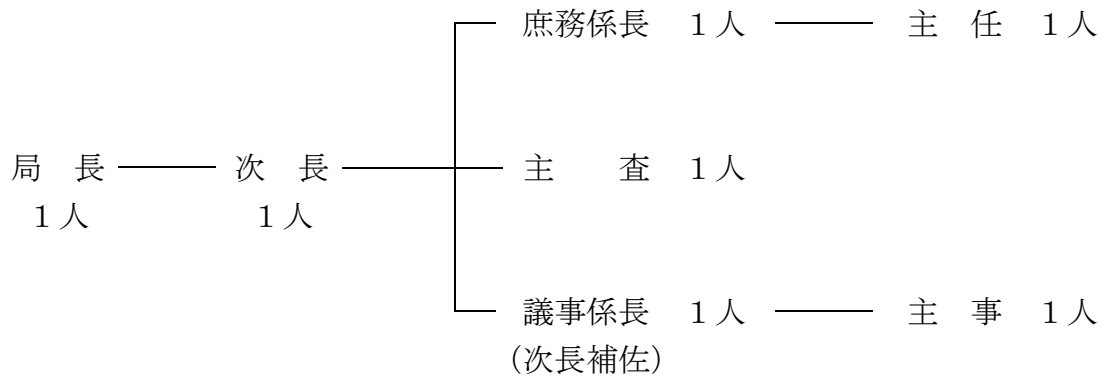 庶務係長　１人　主　任　１人
局　長　次　長　主　　査　１人
１人　１人
議事係長　１人　主　事　１人
（次長補佐）